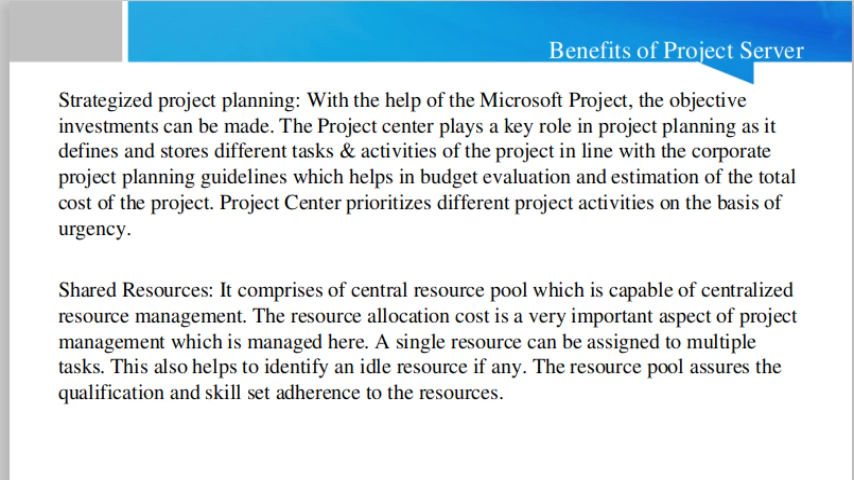 Benefits of Project Server
Strategized project planning: With the help of the Microsoft Project, the objective
investments can be made. The Project center plays a key role in project planning as it
defines and stores different tasks & activities of the project in line with the corporate
project planning guidelines which helps in budget evaluation and estimation of the total
cost of the project. Project Center prioritizes different project activities on the basis of
urgency.
Shared Resources: It comprises of central resource pool which is capable of centralized
resource management. The resource allocation cost is a very important aspect of project
management which is managed here. A single resource can be assigned to multiple
tasks. This also helps to identify an idle resource if any. The resource pool assures the
qualification and skill set adherence to the resources.